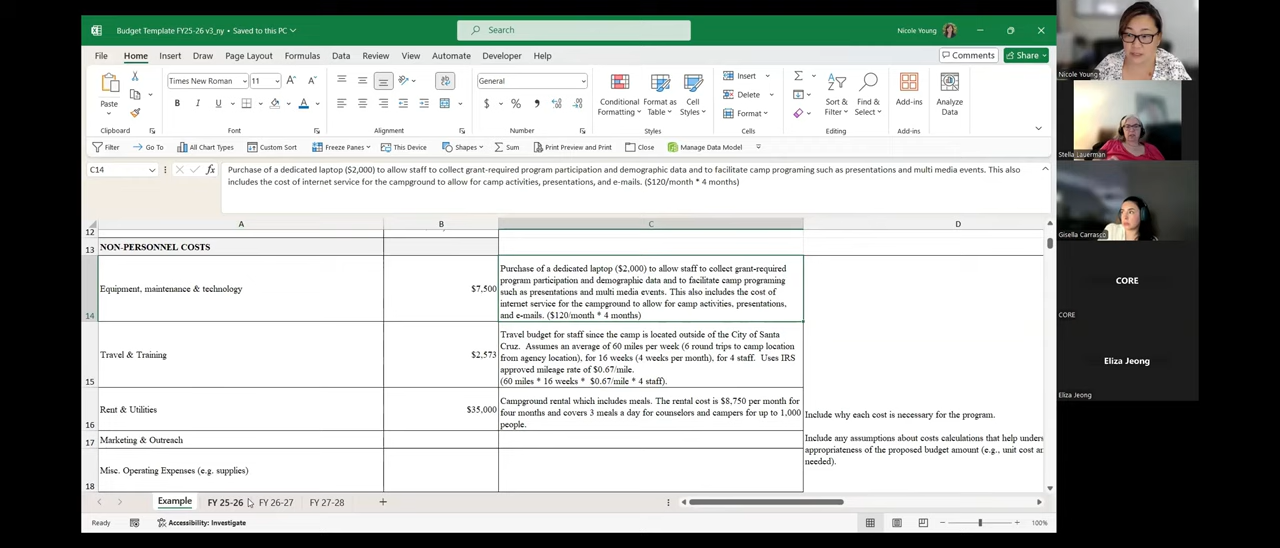 Budget Template FY25-26 v3_ny • Saved to this PC
Search
Nicole Young
File Home Insert Draw Page Layout Formulas Data Review View Automate Developer Help
Comments Share
Paste
Clipboard
Times New Roman 11
B I U
Font
Alignment
General
$ %
Number
Conditional Formatting
Format as Table
Cell Styles
Styles
Insert
Delete
Format
Cells
Sort & Filter
Find & Select
Editing
Add-ins
Add-ins
Analyze Data
Filter Go To All Chart Types Custom Sort Freeze Panes This Device Shapes Sum Print Preview and Print Close Manage Data Model
C14
fx
Purchase of a dedicated laptop ($2,000) to allow staff to collect grant-required program participation and demographic data and to facilitate camp programing such as presentations and multi media events. This also
includes the cost of internet service for the campground to allow for camp activities, presentations, and e-mails. ($120/month * 4 months)
A B C D
12
13 NON-PERSONNEL COSTS
14 Equipment, maintenance & technology $7,500
Purchase of a dedicated laptop ($2,000) to allow staff to collect grant-required
program participation and demographic data and to facilitate camp programing
such as presentations and multi media events. This also includes the cost of
internet service for the campground to allow for camp activities, presentations,
and e-mails. ($120/month * 4 months)
15 Travel & Training $2,573
Travel budget for staff since the camp is located outside of the City of Santa
Cruz. Assumes an average of 60 miles per week (6 round trips to camp location
from agency location), for 16 weeks (4 weeks per month), for 4 staff. Uses IRS
approved mileage rate of $0.67/mile.
(60 miles * 16 weeks * $0.67/mile * 4 staff).
16 Rent & Utilities $35,000
Campground rental which includes meals. The rental cost is $8,750 per month for
four months and covers 3 meals a day for counselors and campers for up to 1,000
people.
Include why each cost is necessary for the program.
17 Marketing & Outreach
Include any assumptions about costs calculations that help unders
appropriateness of the proposed budget amount (e.g., unit cost an
needed).
18 Misc. Operating Expenses (e.g. supplies)
Example FY 25-26 FY 26-27 FY 27-28
Ready Accessibility: Investigate 100%
Nicole Young
Stella Lauerman
Gisella Carrasco
CORE
CORE
Eliza Jeong
Eliza Jeong